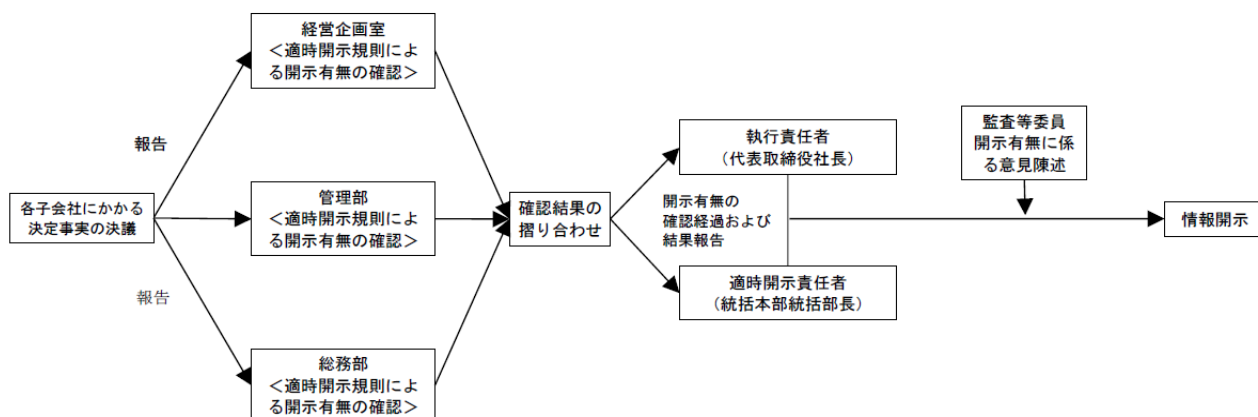 経営企画室
＜適時開示規則によ
る開示有無の確認＞
報告
各子会社にかかる
決定事実の決議
管理部
＜適時開示規則によ
る開示有無の確認＞
報告
総務部
＜適時開示規則によ
る開示有無の確認＞
確認結果の
摺り合わせ
執行責任者
（代表取締役社長）
開示有無の
確認経過および
結果報告
適時開示責任者
（統括本部統括部長）
監査等委員
開示有無に係
る意見陳述
情報開示